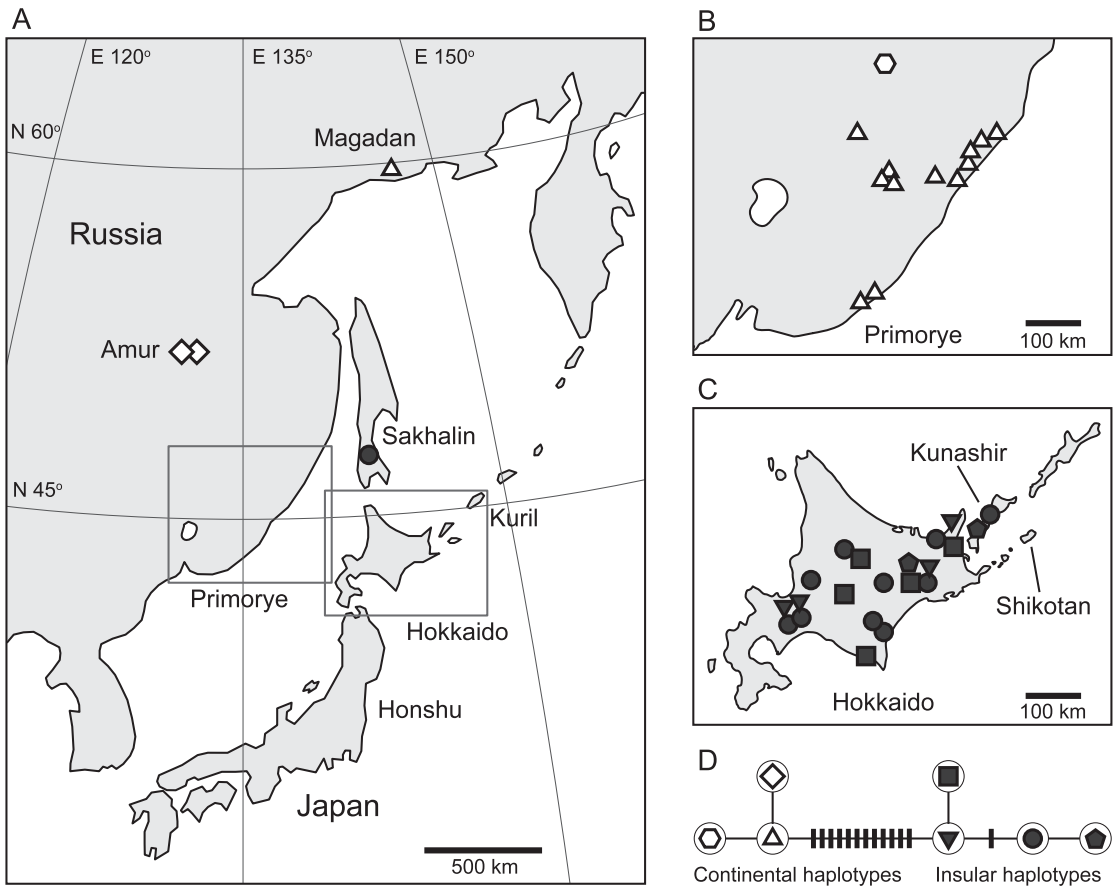 A
E 120°
E 135°
E 150°
N 60°
Magadan
Russia
Amur
Sakhalin
N 45°
Kuril
Primorye
Hokkaido
Honshu
Japan
500 km
B
Primorye
100 km
C
Kunashir
Shikotan
Hokkaido
100 km
D
Continental haplotypes
Insular haplotypes